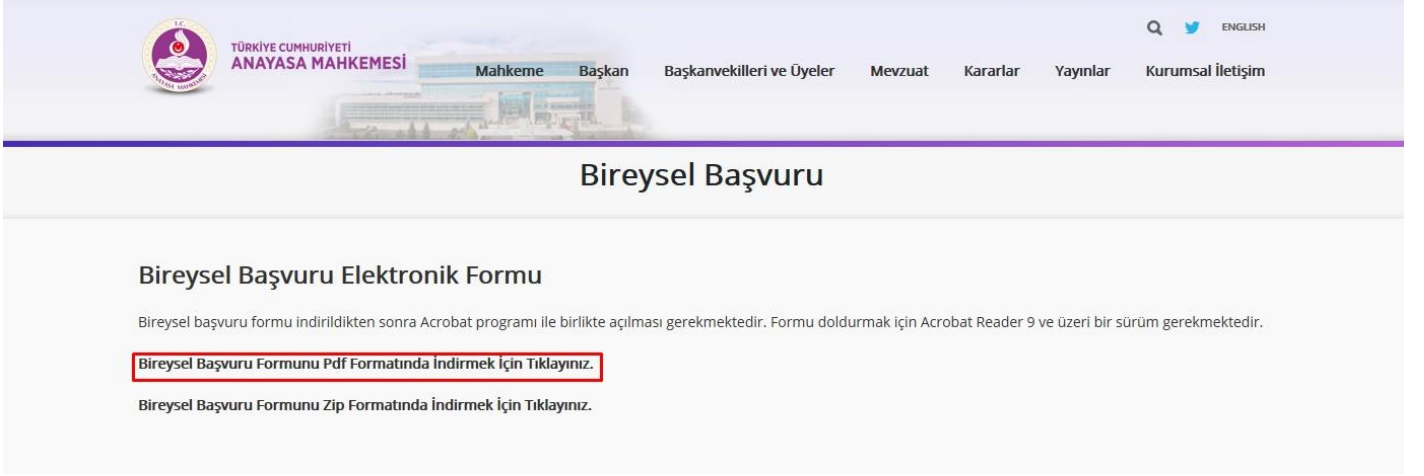 T.C.
ANAYASA MAHKEMESİ
TÜRKİYE CUMHURİYETİ
ANAYASA MAHKEMESİ
ENGLISH
Mahkeme Başkan Başkanvekilleri ve Üyeler Mevzuat Kararlar Yayınlar Kurumsal İletişim
Bireysel Başvuru
Bireysel Başvuru Elektronik Formu
Bireysel başvuru formu indirildikten sonra Acrobat programı ile birlikte açılması gerekmektedir. Formu doldurmak için Acrobat Reader 9 ve üzeri bir sürüm gerekmektedir.
Bireysel Başvuru Formunu Pdf Formatında İndirmek İçin Tıklayınız.
Bireysel Başvuru Formunu Zip Formatında İndirmek İçin Tıklayınız.